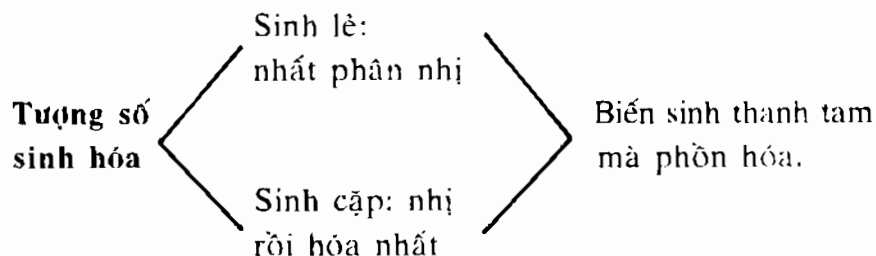 Sinh lẻ:
nhất phân nhị
Tượng số
sinh hóa
Biến sinh thanh tam
mà phồn hóa.
Sinh cặp: nhị
rồi hóa nhất